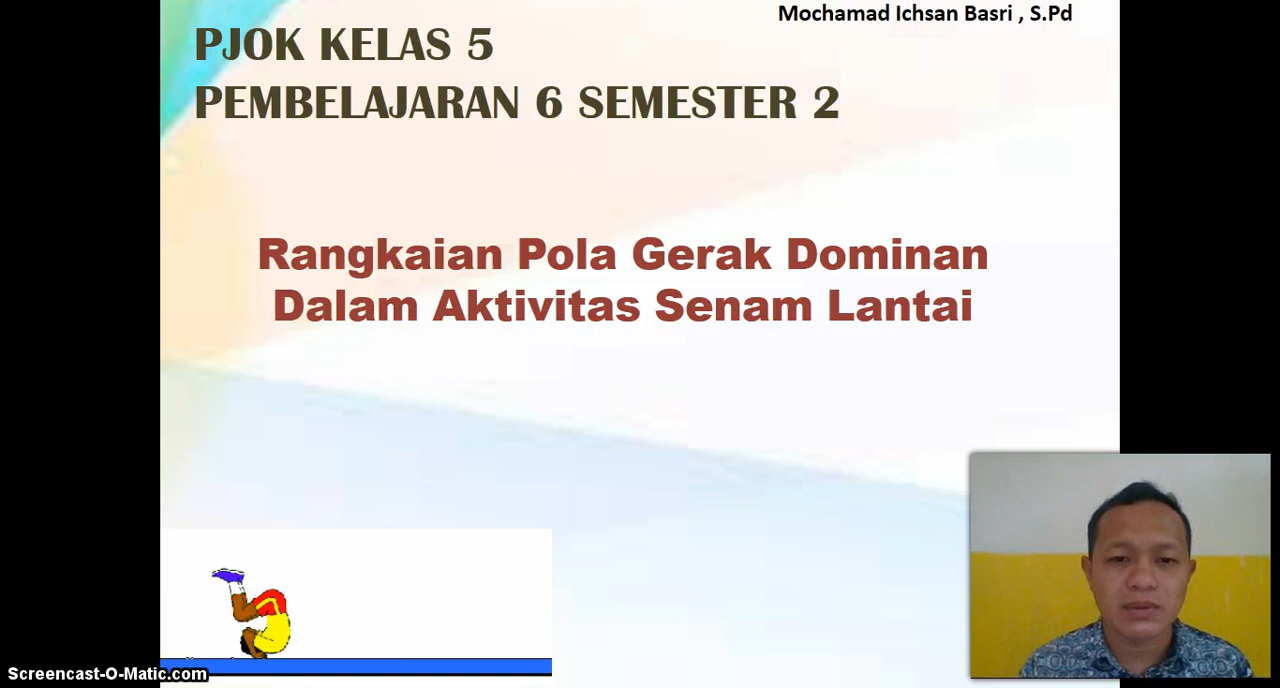 Mochamad Ichsan Basri , S.Pd
PJOK KELAS 5
PEMBELAJARAN 6 SEMESTER 2
Rangkaian Pola Gerak Dominan
Dalam Aktivitas Senam Lantai
Screencast-O-Matic.com